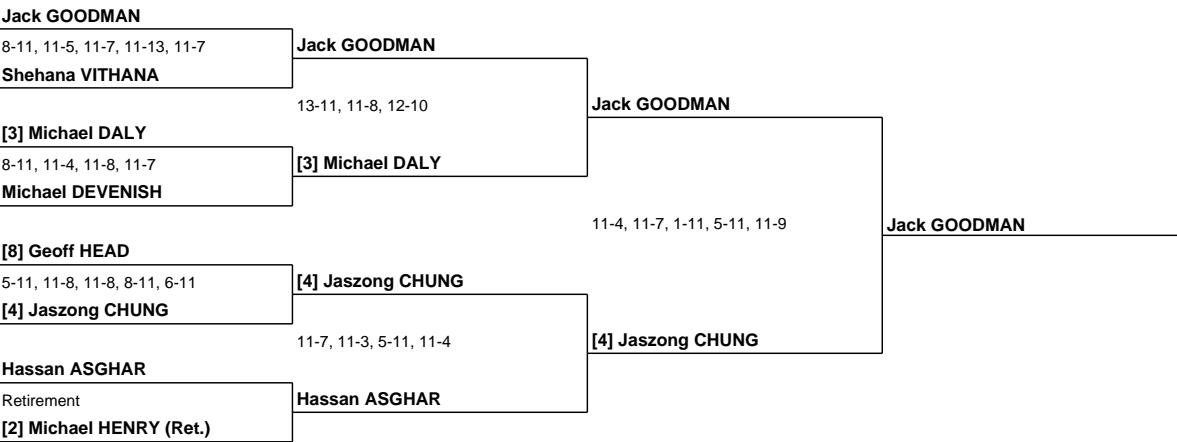 Jack GOODMAN
8-11, 11-5, 11-7, 11-13, 11-7
Shehana VITHANA
Jack GOODMAN
13-11, 11-8, 12-10
[3] Michael DALY
8-11, 11-4, 11-8, 11-7
Michael DEVENISH
[3] Michael DALY
Jack GOODMAN
11-4, 11-7, 1-11, 5-11, 11-9
Jack GOODMAN
[8] Geoff HEAD
5-11, 11-8, 11-8, 8-11, 6-11
[4] Jaszong CHUNG
[4] Jaszong CHUNG
11-7, 11-3, 5-11, 11-4
[4] Jaszong CHUNG
Hassan ASGHAR
Retirement
[2] Michael HENRY (Ret.)
Hassan ASGHAR